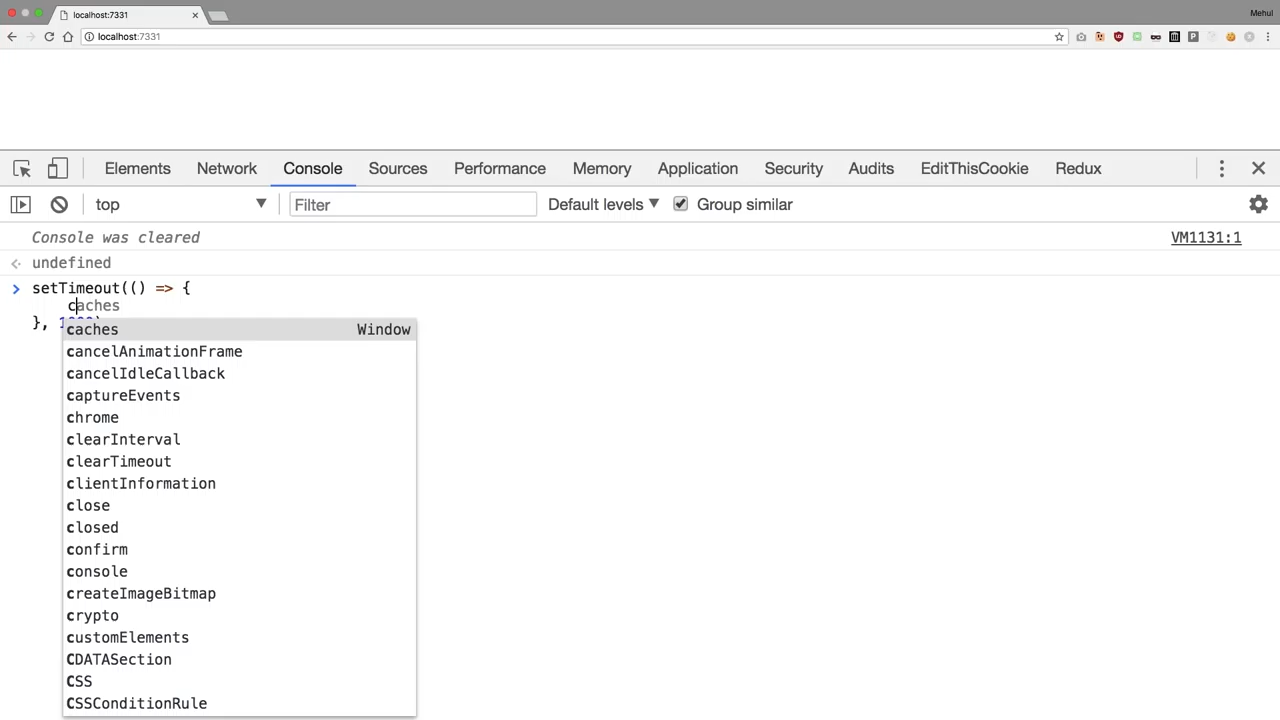 localhost:7331
Mehul
localhost:7331
Elements Network Console Sources Performance Memory Application Security Audits EditThisCookie Redux
top Filter Default levels Group similar
Console was cleared VM1131:1
undefined
setTimeout(() => {
caches
},
caches Window
cancelAnimationFrame
cancelIdleCallback
captureEvents
chrome
clearInterval
clearTimeout
clientInformation
close
closed
confirm
console
createImageBitmap
crypto
customElements
CDATASection
CSS
CSSConditionRule